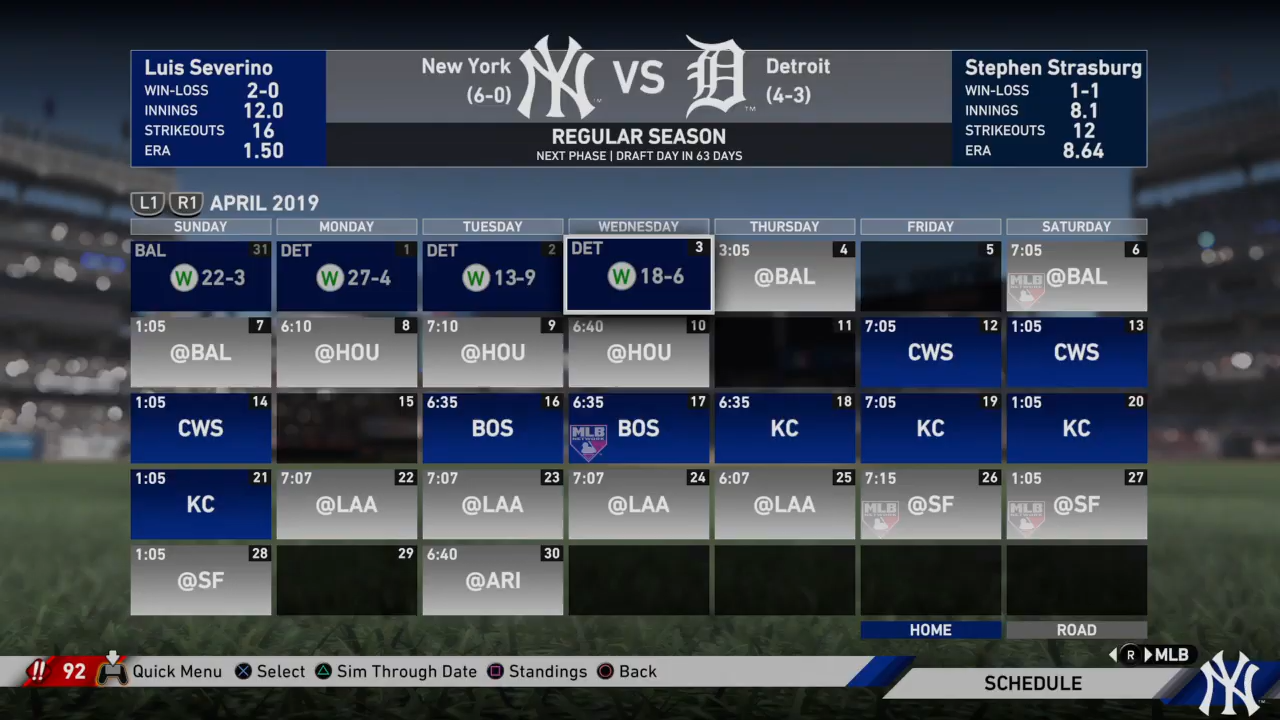 Luis Severino
WIN-LOSS 2-0
INNINGS 12.0
STRIKEOUTS 16
ERA 1.50
New York
(6-0)
NY
VS
D
Detroit
(4-3)
REGULAR SEASON
NEXT PHASE | DRAFT DAY IN 63 DAYS
Stephen Strasburg
WIN-LOSS 1-1
INNINGS 8.1
STRIKEOUTS 12
ERA 8.64
L1 R1 APRIL 2019
SUNDAY MONDAY TUESDAY WEDNESDAY THURSDAY FRIDAY SATURDAY
BAL 31 DET 1 DET 2 DET 3 3:05 4 5 7:05 6
W 22-3 W 27-4 W 13-9 W 18-6 @BAL MLB @BAL
1:05 7 6:10 8 7:10 9 6:40 10 11 7:05 12 1:05 13
@BAL @HOU @HOU @HOU CWS CWS
1:05 14 15 6:35 16 6:35 17 6:35 18 7:05 19 1:05 20
CWS BOS MLB BOS KC KC KC
1:05 21 7:07 22 7:07 23 7:07 24 6:07 25 7:15 26 1:05 27
KC @LAA @LAA @LAA @LAA MLB @SF MLB @SF
1:05 28 29 6:40 30
@SF @ARI
HOME ROAD
R MLB
!! 92 Quick Menu Select Sim Through Date Standings Back
SCHEDULE
NY